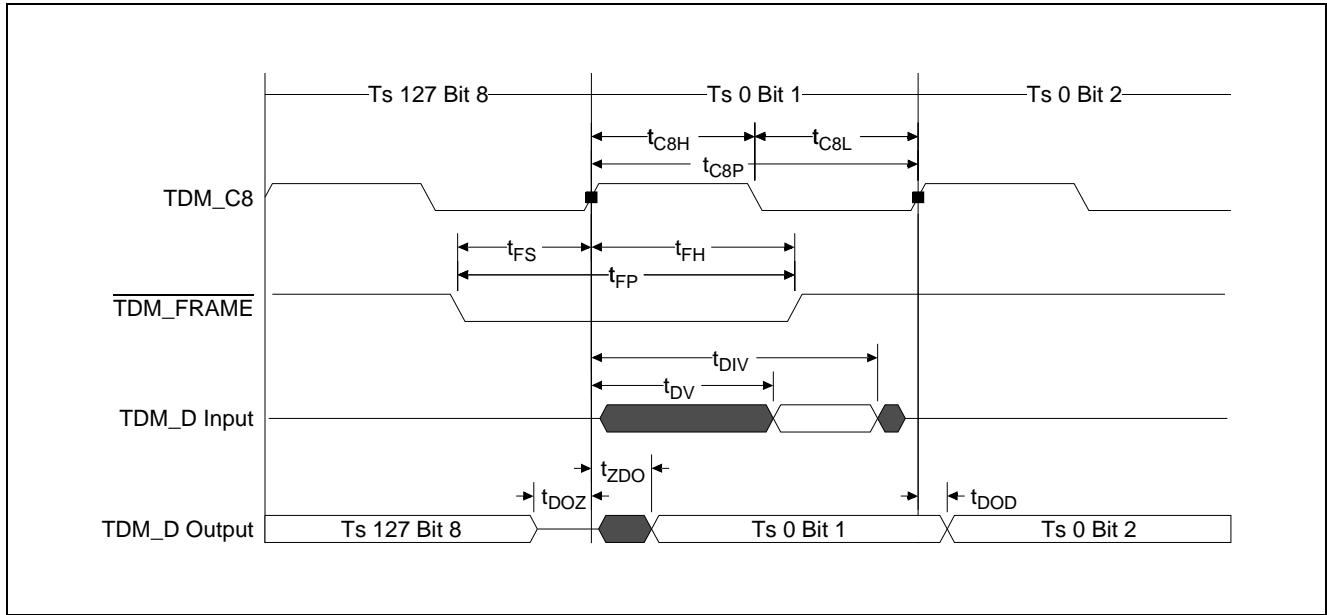 Ts 127 Bit 8 Ts 0 Bit 1 Ts 0 Bit 2
tC8H tC8L
tC8P
TDM_C8
tFS tFH
tFP
TDM_FRAME
tDIV
tDV
TDM_D Input
tZDO
tDOZ tDOD
TDM_D Output Ts 127 Bit 8 Ts 0 Bit 1 Ts 0 Bit 2